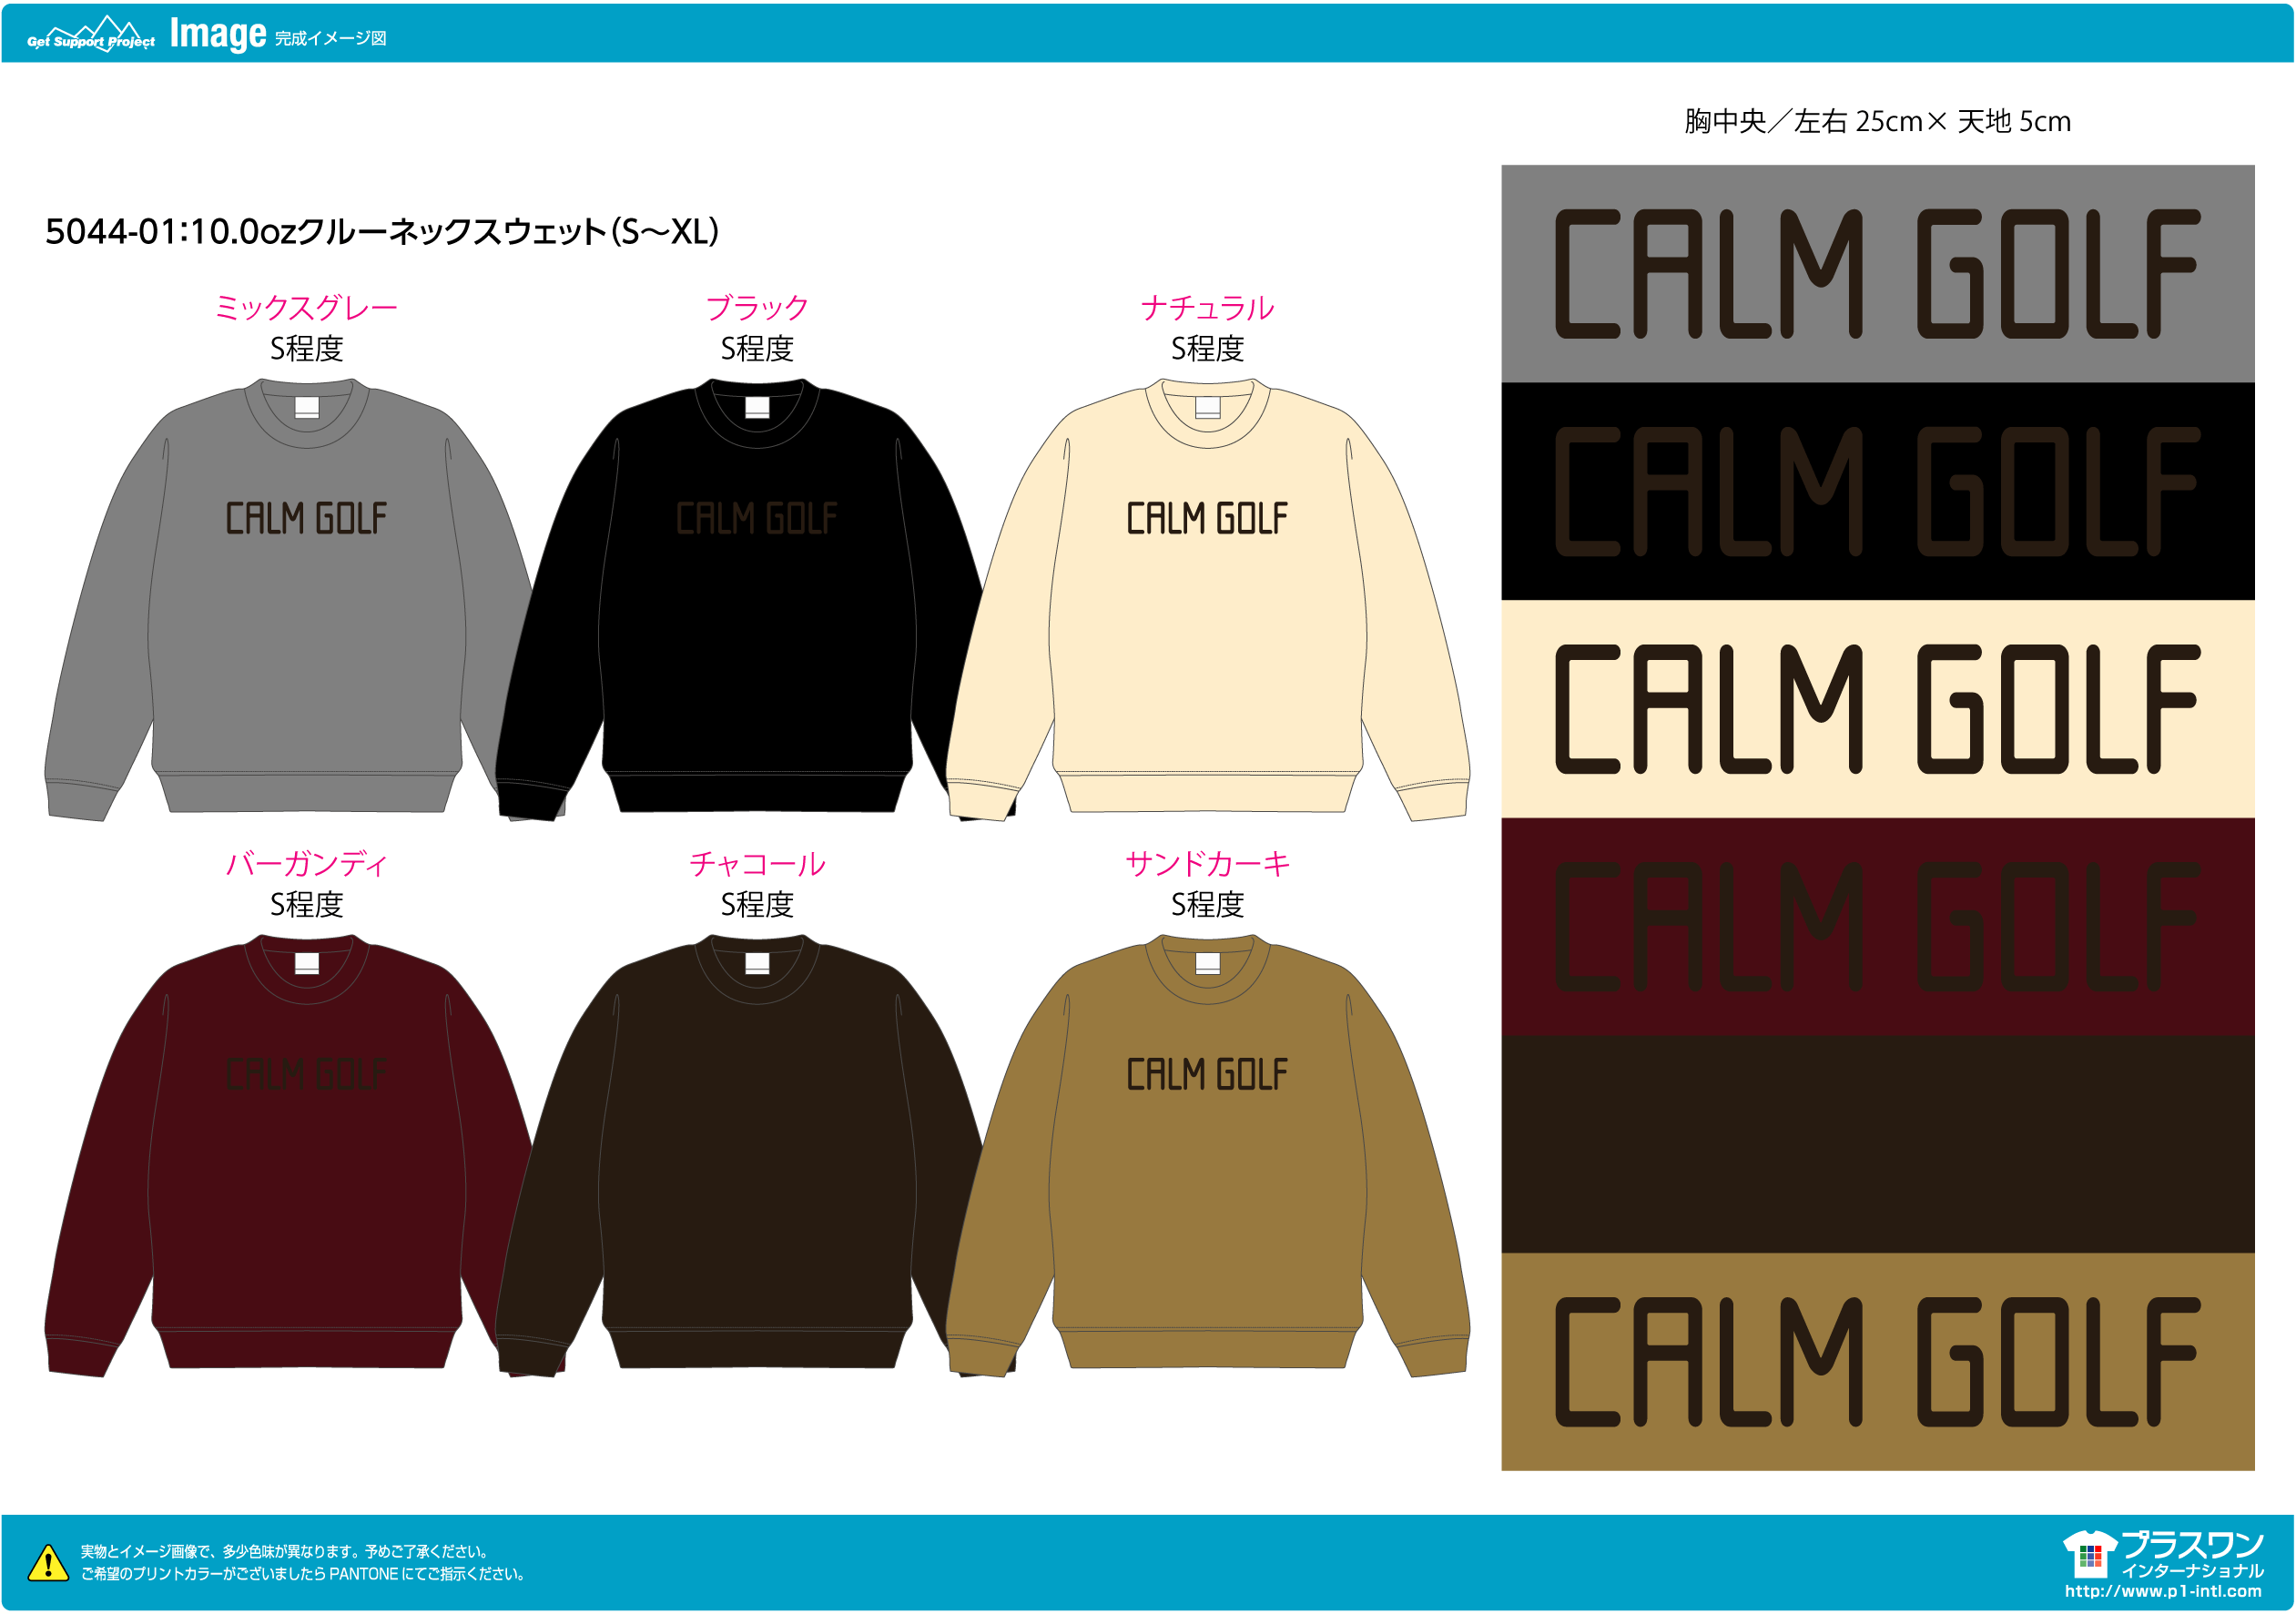 Get Support Project Image 完成イメージ図
胸中央／左右 25cm× 天地 5cm
5044-01:10.0ozクルーネックスウェット(S〜XL)
ミックスグレー
S程度
CALM GOLF
ブラック
S程度
CALM GOLF
ナチュラル
S程度
CALM GOLF
バーガンディ
S程度
CALM GOLF
チャコール
S程度
サンドカーキ
S程度
CALM GOLF
CALM GOLF
CALM GOLF
CALM GOLF
CALM GOLF
CALM GOLF
実物とイメージ画像で、多少色味が異なります。予めご了承ください。
ご希望のプリントカラーがございましたら PANTONE にてご指示ください。
プラスワン
インターナショナル
http://www.p1-intl.com